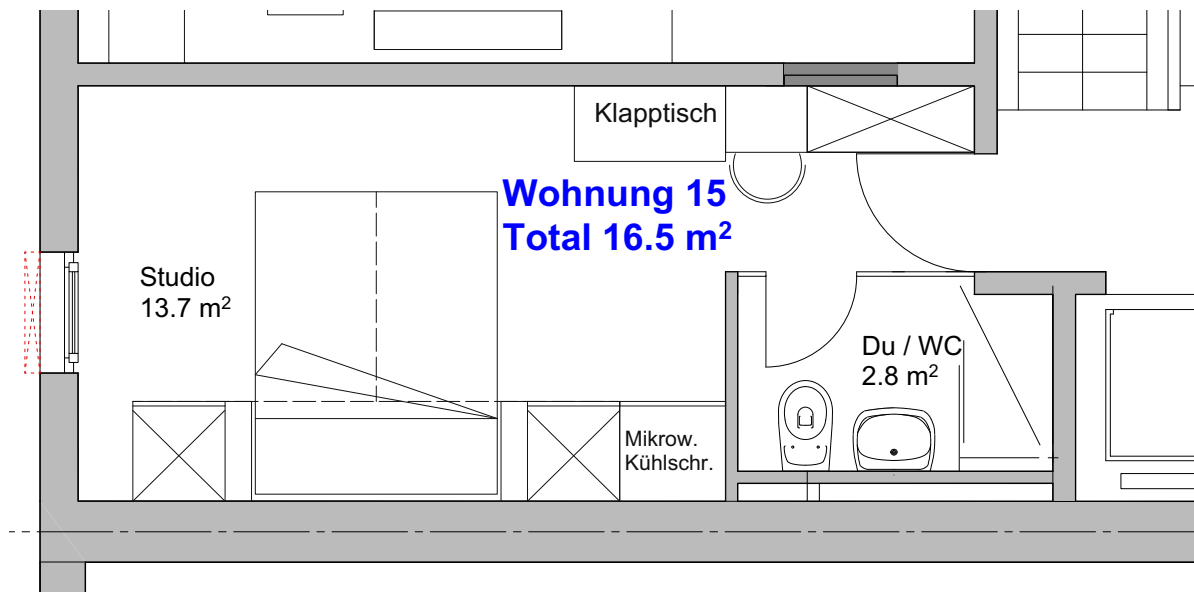 Klapptisch
Wohnung 15
Total 16.5 m²
Studio
13.7 m²
Du / WC
2.8 m²
Mikrow.
Kühlschr.